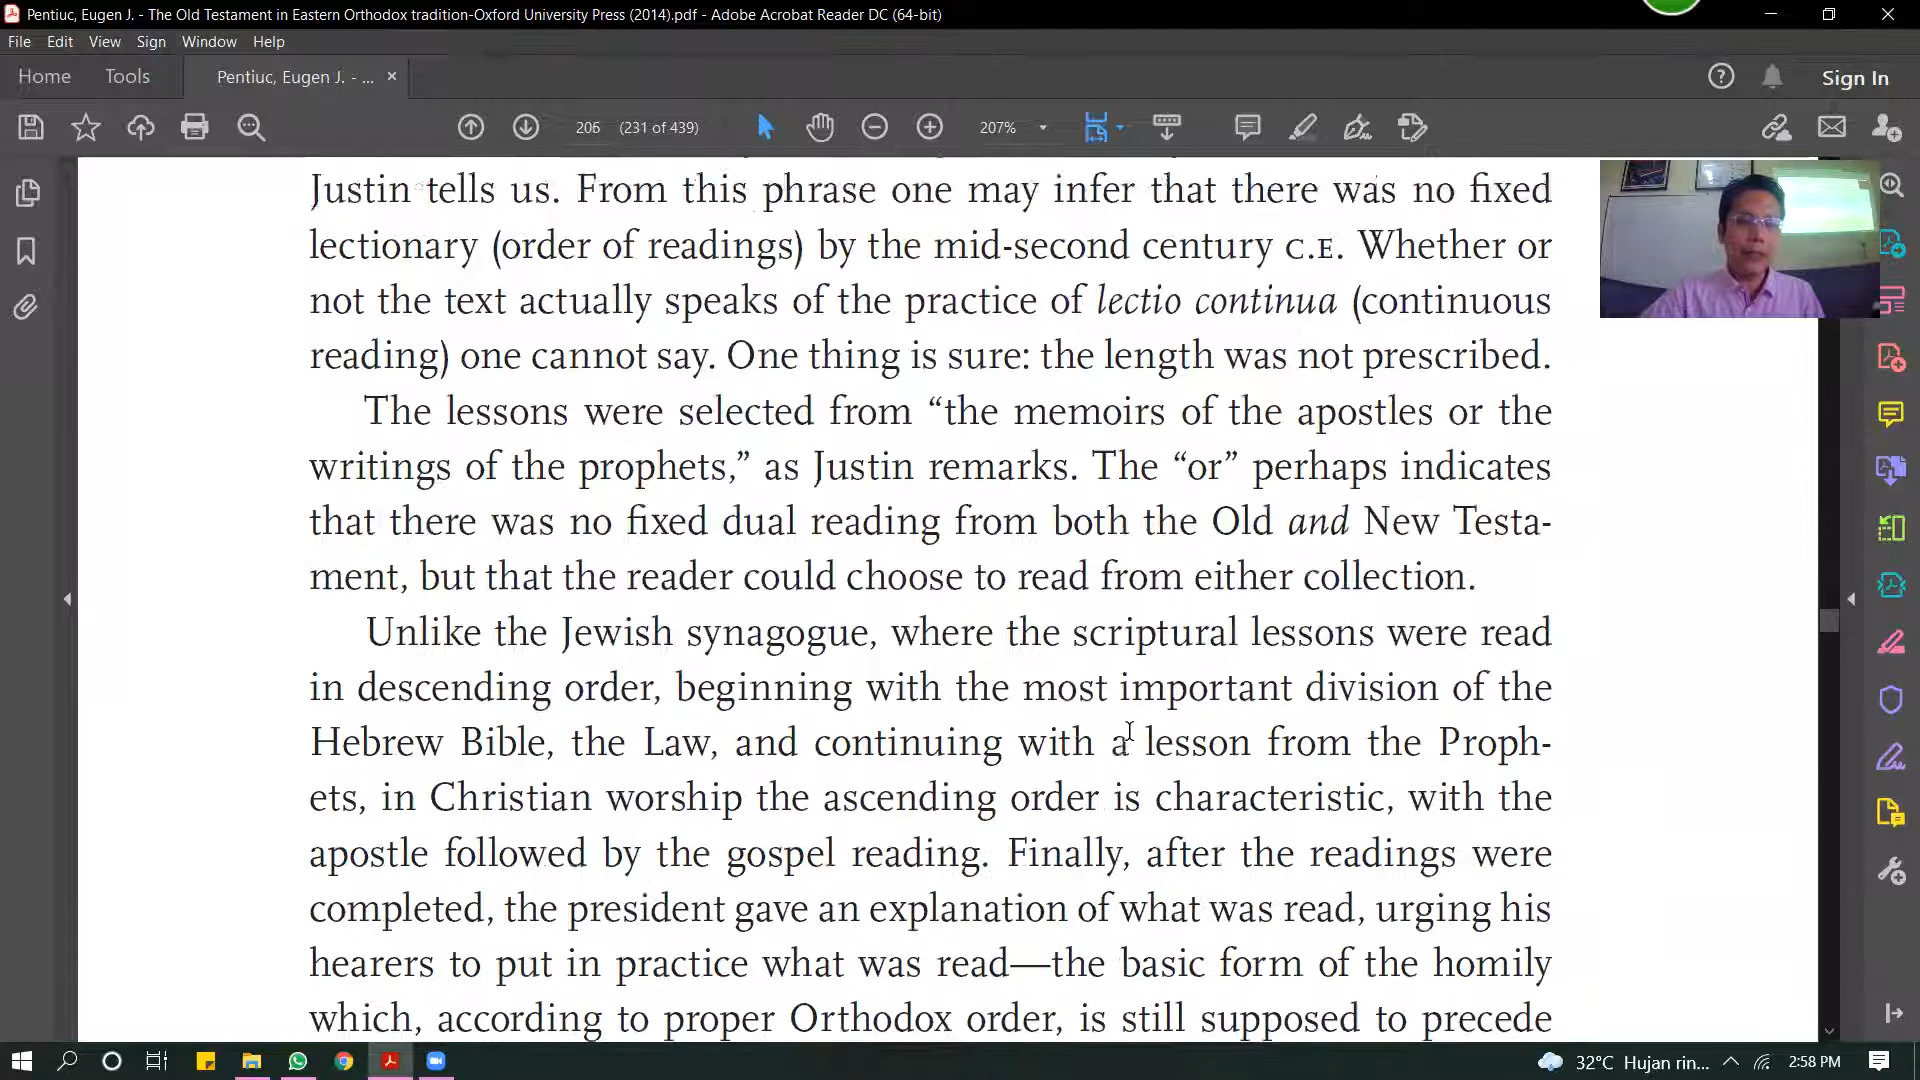 Pentiuc, Eugen J. - The Old Testament in Eastern Orthodox tradition-Oxford University Press (2014).pdf - Adobe Acrobat Reader DC (64-bit)
File Edit View Sign Window Help
Home Tools Pentiuc, Eugen J. - ... × Sign In
206 (231 of 439) 207%
Justin tells us. From this phrase one may infer that there was no fixed
lectionary (order of readings) by the mid-second century C.E. Whether or
not the text actually speaks of the practice of lectio continua (continuous
reading) one cannot say. One thing is sure: the length was not prescribed.
The lessons were selected from “the memoirs of the apostles or the
writings of the prophets,” as Justin remarks. The “or” perhaps indicates
that there was no fixed dual reading from both the Old and New Testa-
ment, but that the reader could choose to read from either collection.
Unlike the Jewish synagogue, where the scriptural lessons were read
in descending order, beginning with the most important division of the
Hebrew Bible, the Law, and continuing with a lesson from the Proph-
ets, in Christian worship the ascending order is characteristic, with the
apostle followed by the gospel reading. Finally, after the readings were
completed, the president gave an explanation of what was read, urging his
hearers to put in practice what was read—the basic form of the homily
which, according to proper Orthodox order, is still supposed to precede
32°C Hujan rin... 2:58 PM